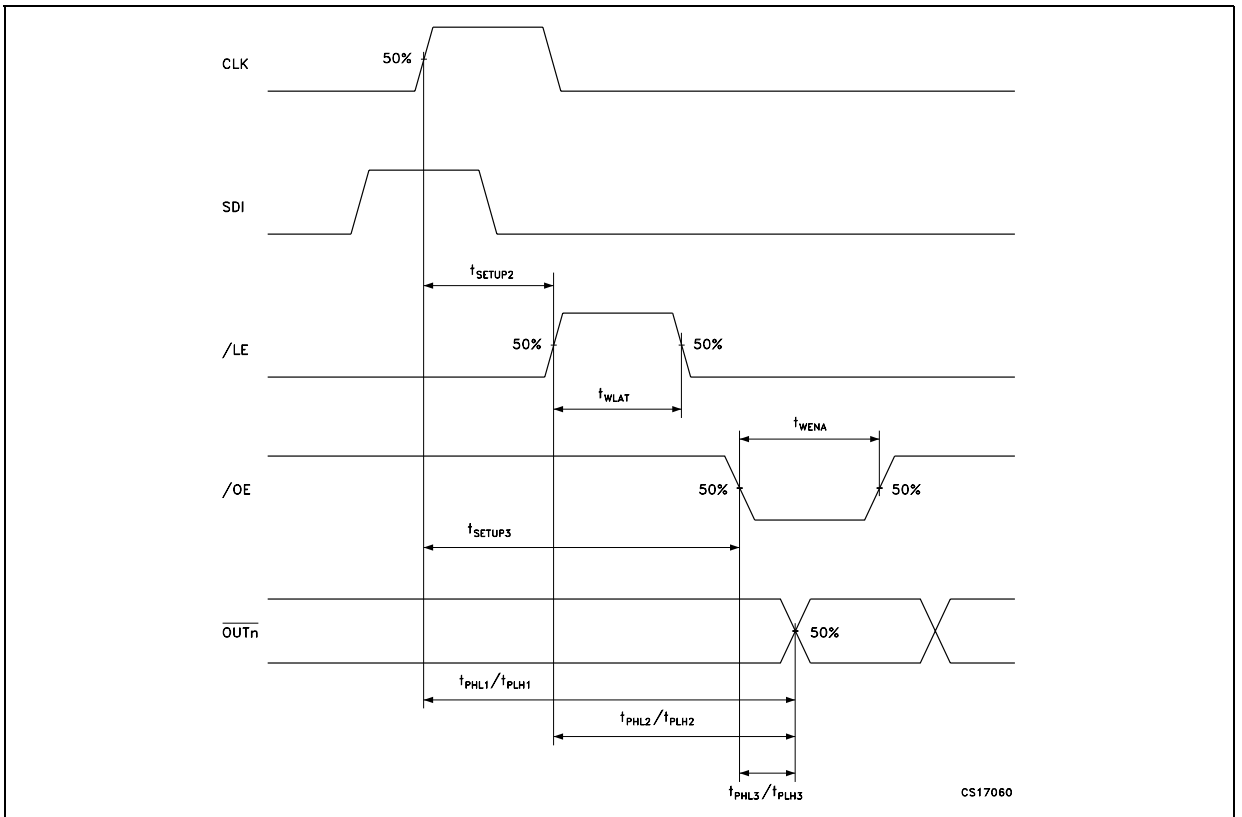 CLK
50%
SDI
tSETUP2
/LE
50%
50%
tWLAT
tWENA
/OE
50%
50%
tSETUP3
OUTn
50%
tPHL1/tPLH1
tPHL2/tPLH2
tPHL3/tPLH3
CS17060